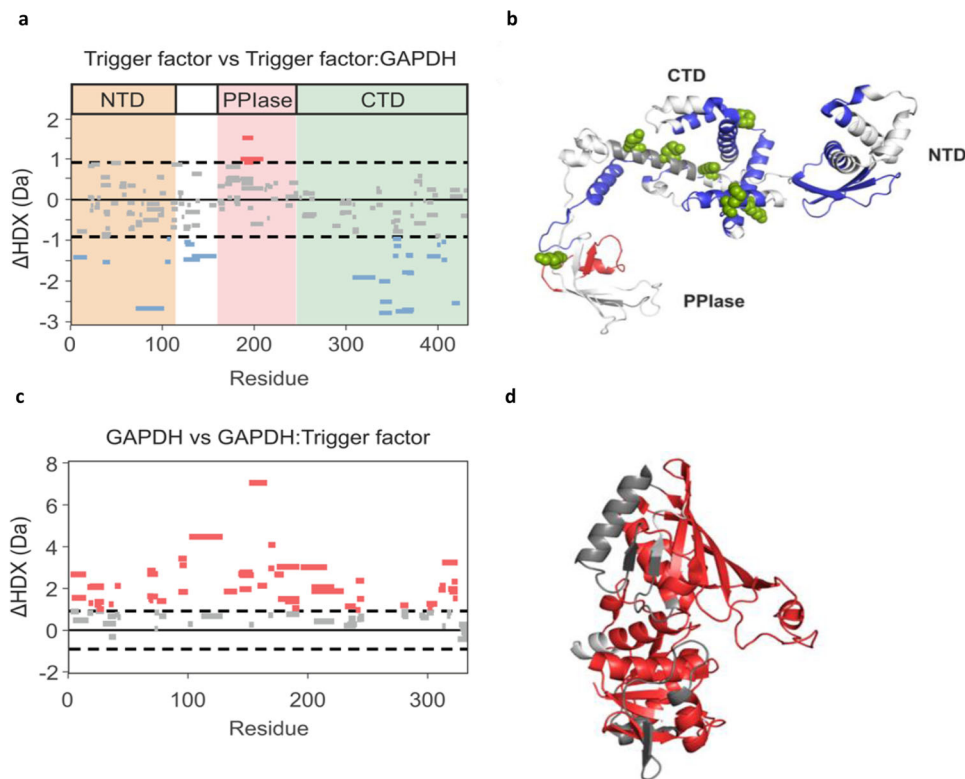 a
Trigger factor vs Trigger factor:GAPDH
NTD PPIase CTD
2
1
0
-1
-2
-3
ΔHDX (Da)
0 100 200 300 400
Residue
b
CTD
NTD
PPIase
c
GAPDH vs GAPDH:Trigger factor
8
6
4
2
0
-2
ΔHDX (Da)
0 100 200 300
Residue
d